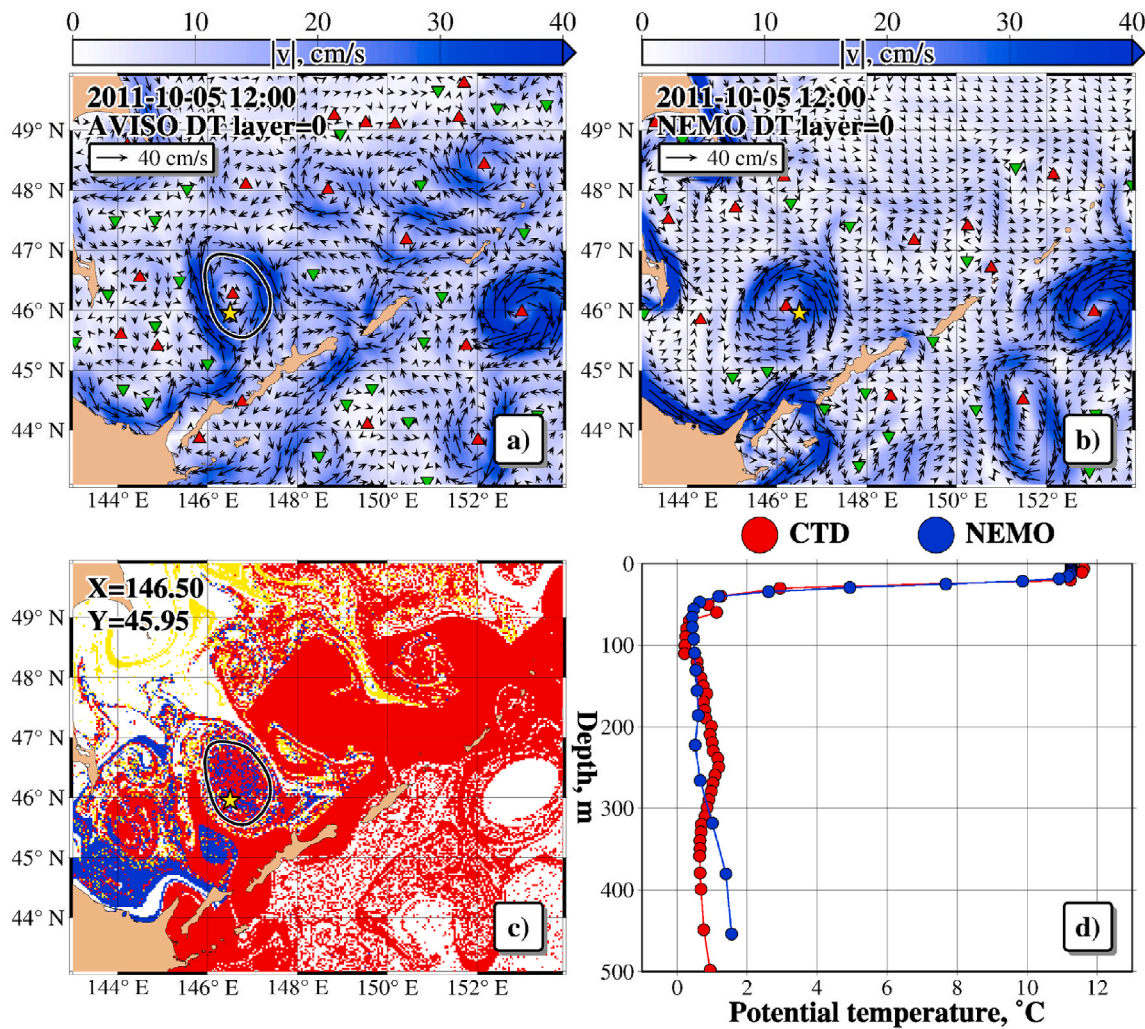 0 10 20 30 40
|v|, cm/s
0 10 20 30 40
|v|, cm/s
2011-10-05 12:00
AVISO DT layer=0
40 cm/s
49° N
48° N
47° N
46° N
45° N
44° N
144° E 146° E 148° E 150° E 152° E
a)
2011-10-05 12:00
NEMO DT layer=0
40 cm/s
49° N
48° N
47° N
46° N
45° N
44° N
144° E 146° E 148° E 150° E 152° E
b)
X=146.50
Y=45.95
49° N
48° N
47° N
46° N
45° N
44° N
144° E 146° E 148° E 150° E 152° E
c)
CTD NEMO
0
100
200
300
400
500
Depth, m
0 2 4 6 8 10 12
Potential temperature, ˚C
d)